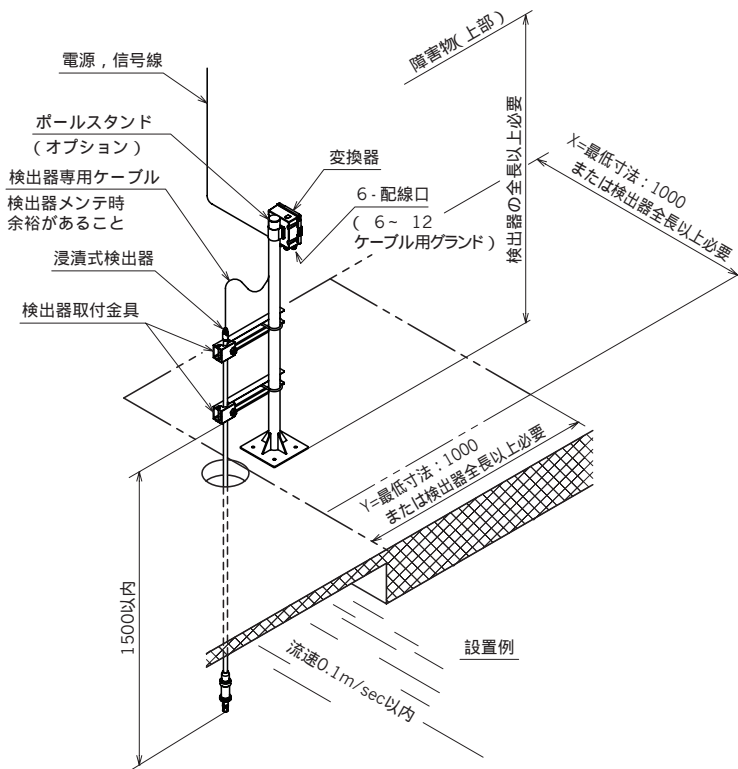 電源，信号線
ポールスタンド
（オプション）
検出器専用ケーブル
検出器メンテ時
余裕があること
浸漬式検出器
検出器取付金具
変換器
6-配線口
（ 6~ 12
ケーブル用グランド）
障害物(上部)
検出器の全長以上必要
X=最低寸法：1000
または検出器全長以上必要
Y=最低寸法：1000
または検出器全長以上必要
1500以内
流速0.1m/sec以内
設置例